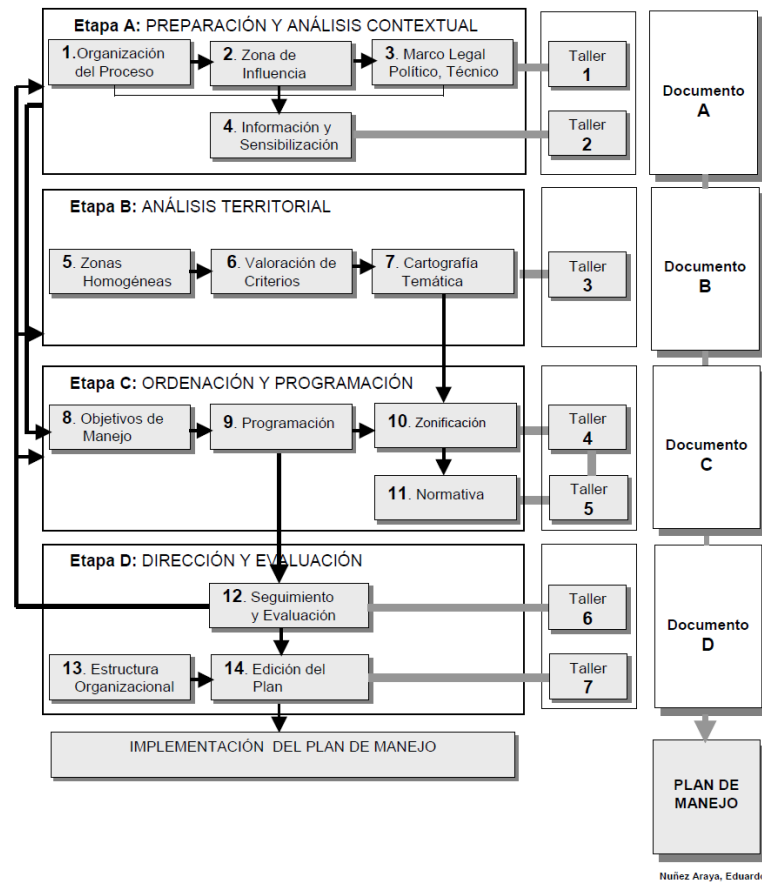 Etapa A: PREPARACIÓN Y ANÁLISIS CONTEXTUAL
1.Organización
del Proceso
2. Zona de
Influencia
3. Marco Legal
Político, Técnico
Taller
1
4. Información y
Sensibilización
Taller
2
Documento
A
Etapa B: ANÁLISIS TERRITORIAL
5. Zonas
Homogéneas
6. Valoración de
Criterios
7. Cartografía
Temática
Taller
3
Documento
B
Etapa C: ORDENACIÓN Y PROGRAMACIÓN
8. Objetivos de
Manejo
9. Programación
10. Zonificación
Taller
4
11. Normativa
Taller
5
Documento
C
Etapa D: DIRECCIÓN Y EVALUACIÓN
12. Seguimiento
y Evaluación
Taller
6
13. Estructura
Organizacional
14. Edición del
Plan
Taller
7
Documento
D
IMPLEMENTACIÓN DEL PLAN DE MANEJO
PLAN DE
MANEJO
Nuñez Araya, Eduardo